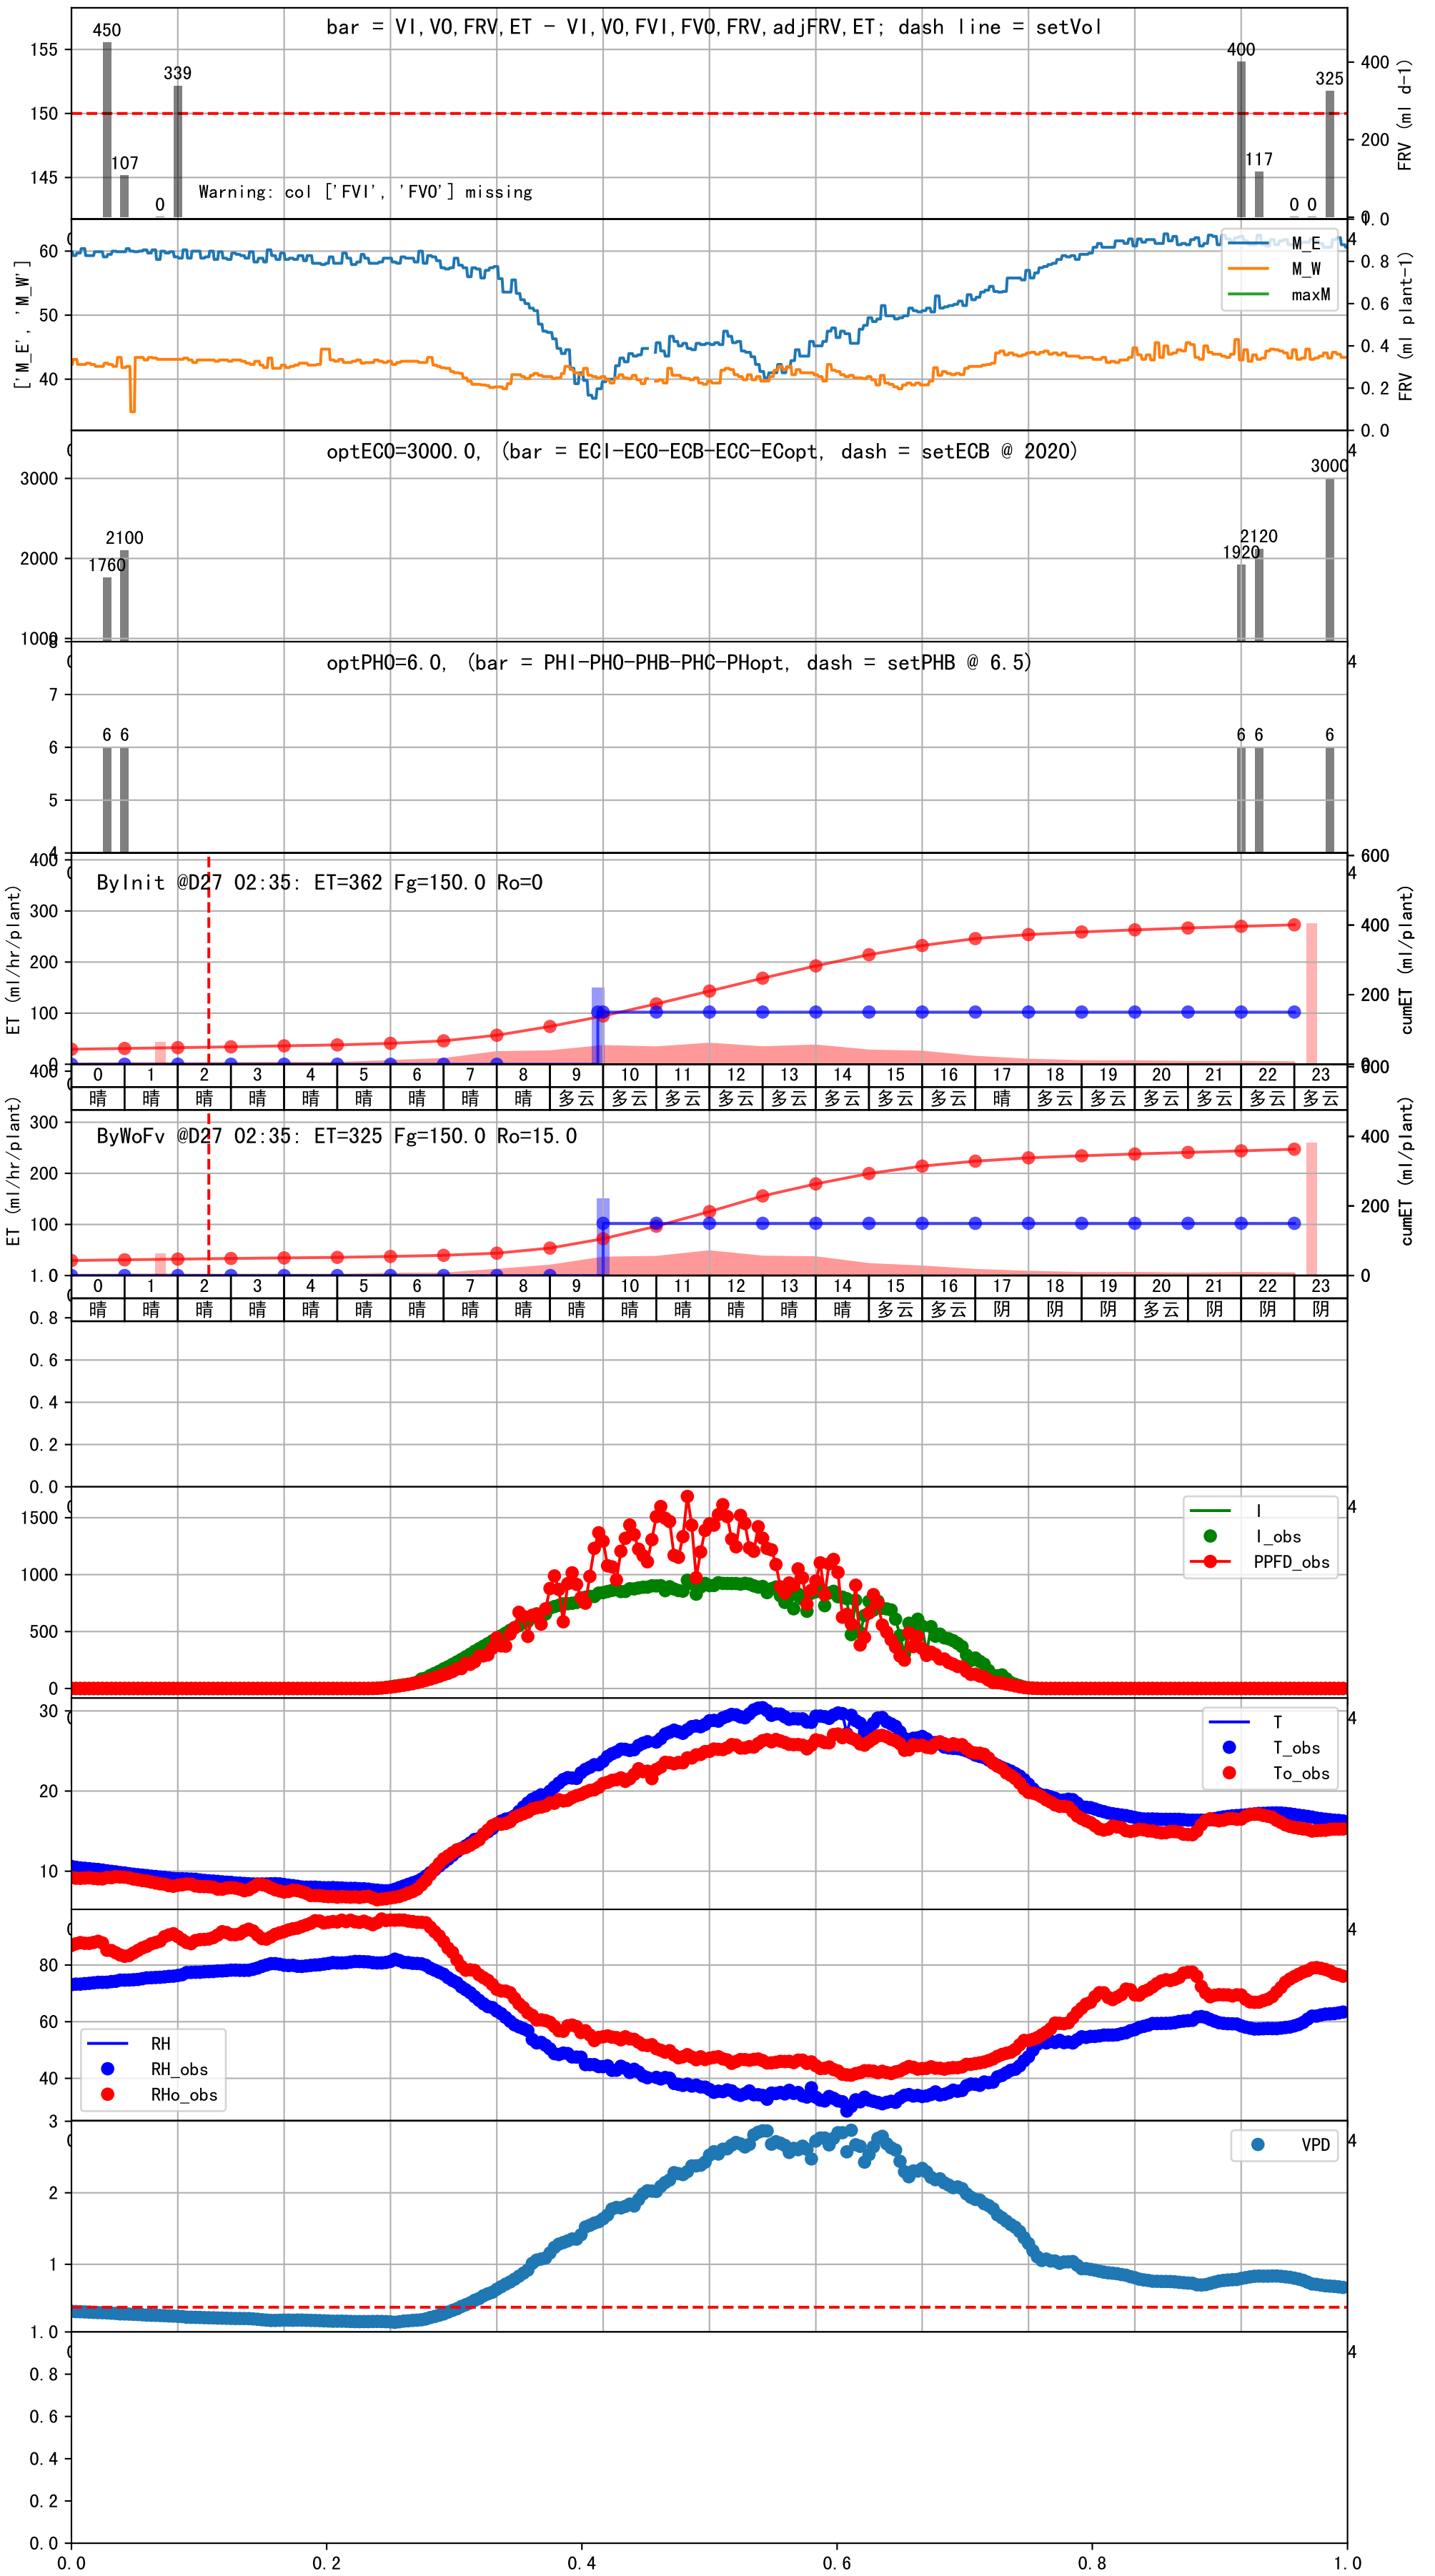 bar = VI,VO,FRV,ET - VI,VO,FVI,FVO,FRV,adjFRV,ET; dash line = setVol
450
107
0
339
400
117
0 0
325
155
150
145
400
200
0
FRV (ml d-1)
Warning: col ['FVI', 'FVO'] missing
['M_E', 'M_W']
60
50
40
1.0
0.8
0.6
0.4
0.2
0.0
FRV (ml plant-1)
M_E
M_W
maxM
optECO=3000.0, (bar = ECI-ECO-ECB-ECC-ECopt, dash = setECB @ 2020)
3000
2000
1000
1760
2100
1920
2120
3000
optPHO=6.0, (bar = PHI-PHO-PHB-PHC-PHopt, dash = setPHB @ 6.5)
8
7
6
5
4
6 6
6 6
6
ByInit @D27 02:35: ET=362 Fg=150.0 Ro=0
ET (ml/hr/plant)
400
300
200
100
0
600
400
200
0
cumET (ml/plant)
0 1 2 3 4 5 6 7 8 9 10 11 12 13 14 15 16 17 18 19 20 21 22 23
晴 晴 晴 晴 晴 晴 晴 晴 晴 多云 多云 多云 多云 多云 多云 多云 多云 晴 多云 多云 多云 多云 多云 多云
ByWoFv @D27 02:35: ET=325 Fg=150.0 Ro=15.0
ET (ml/hr/plant)
400
300
200
100
600
400
200
0
cumET (ml/plant)
0 1 2 3 4 5 6 7 8 9 10 11 12 13 14 15 16 17 18 19 20 21 22 23
晴 晴 晴 晴 晴 晴 晴 晴 晴 晴 晴 晴 晴 晴 晴 多云 多云 阴 阴 阴 多云 阴 阴 阴
1.0
0.8
0.6
0.4
0.2
0.0
1500
1000
500
0
I
I_obs
PPFD_obs
30
20
10
T
T_obs
To_obs
80
60
40
RH
RH_obs
RHo_obs
3
2
1
VPD
1.0
0.8
0.6
0.4
0.2
0.0
0.0 0.2 0.4 0.6 0.8 1.0